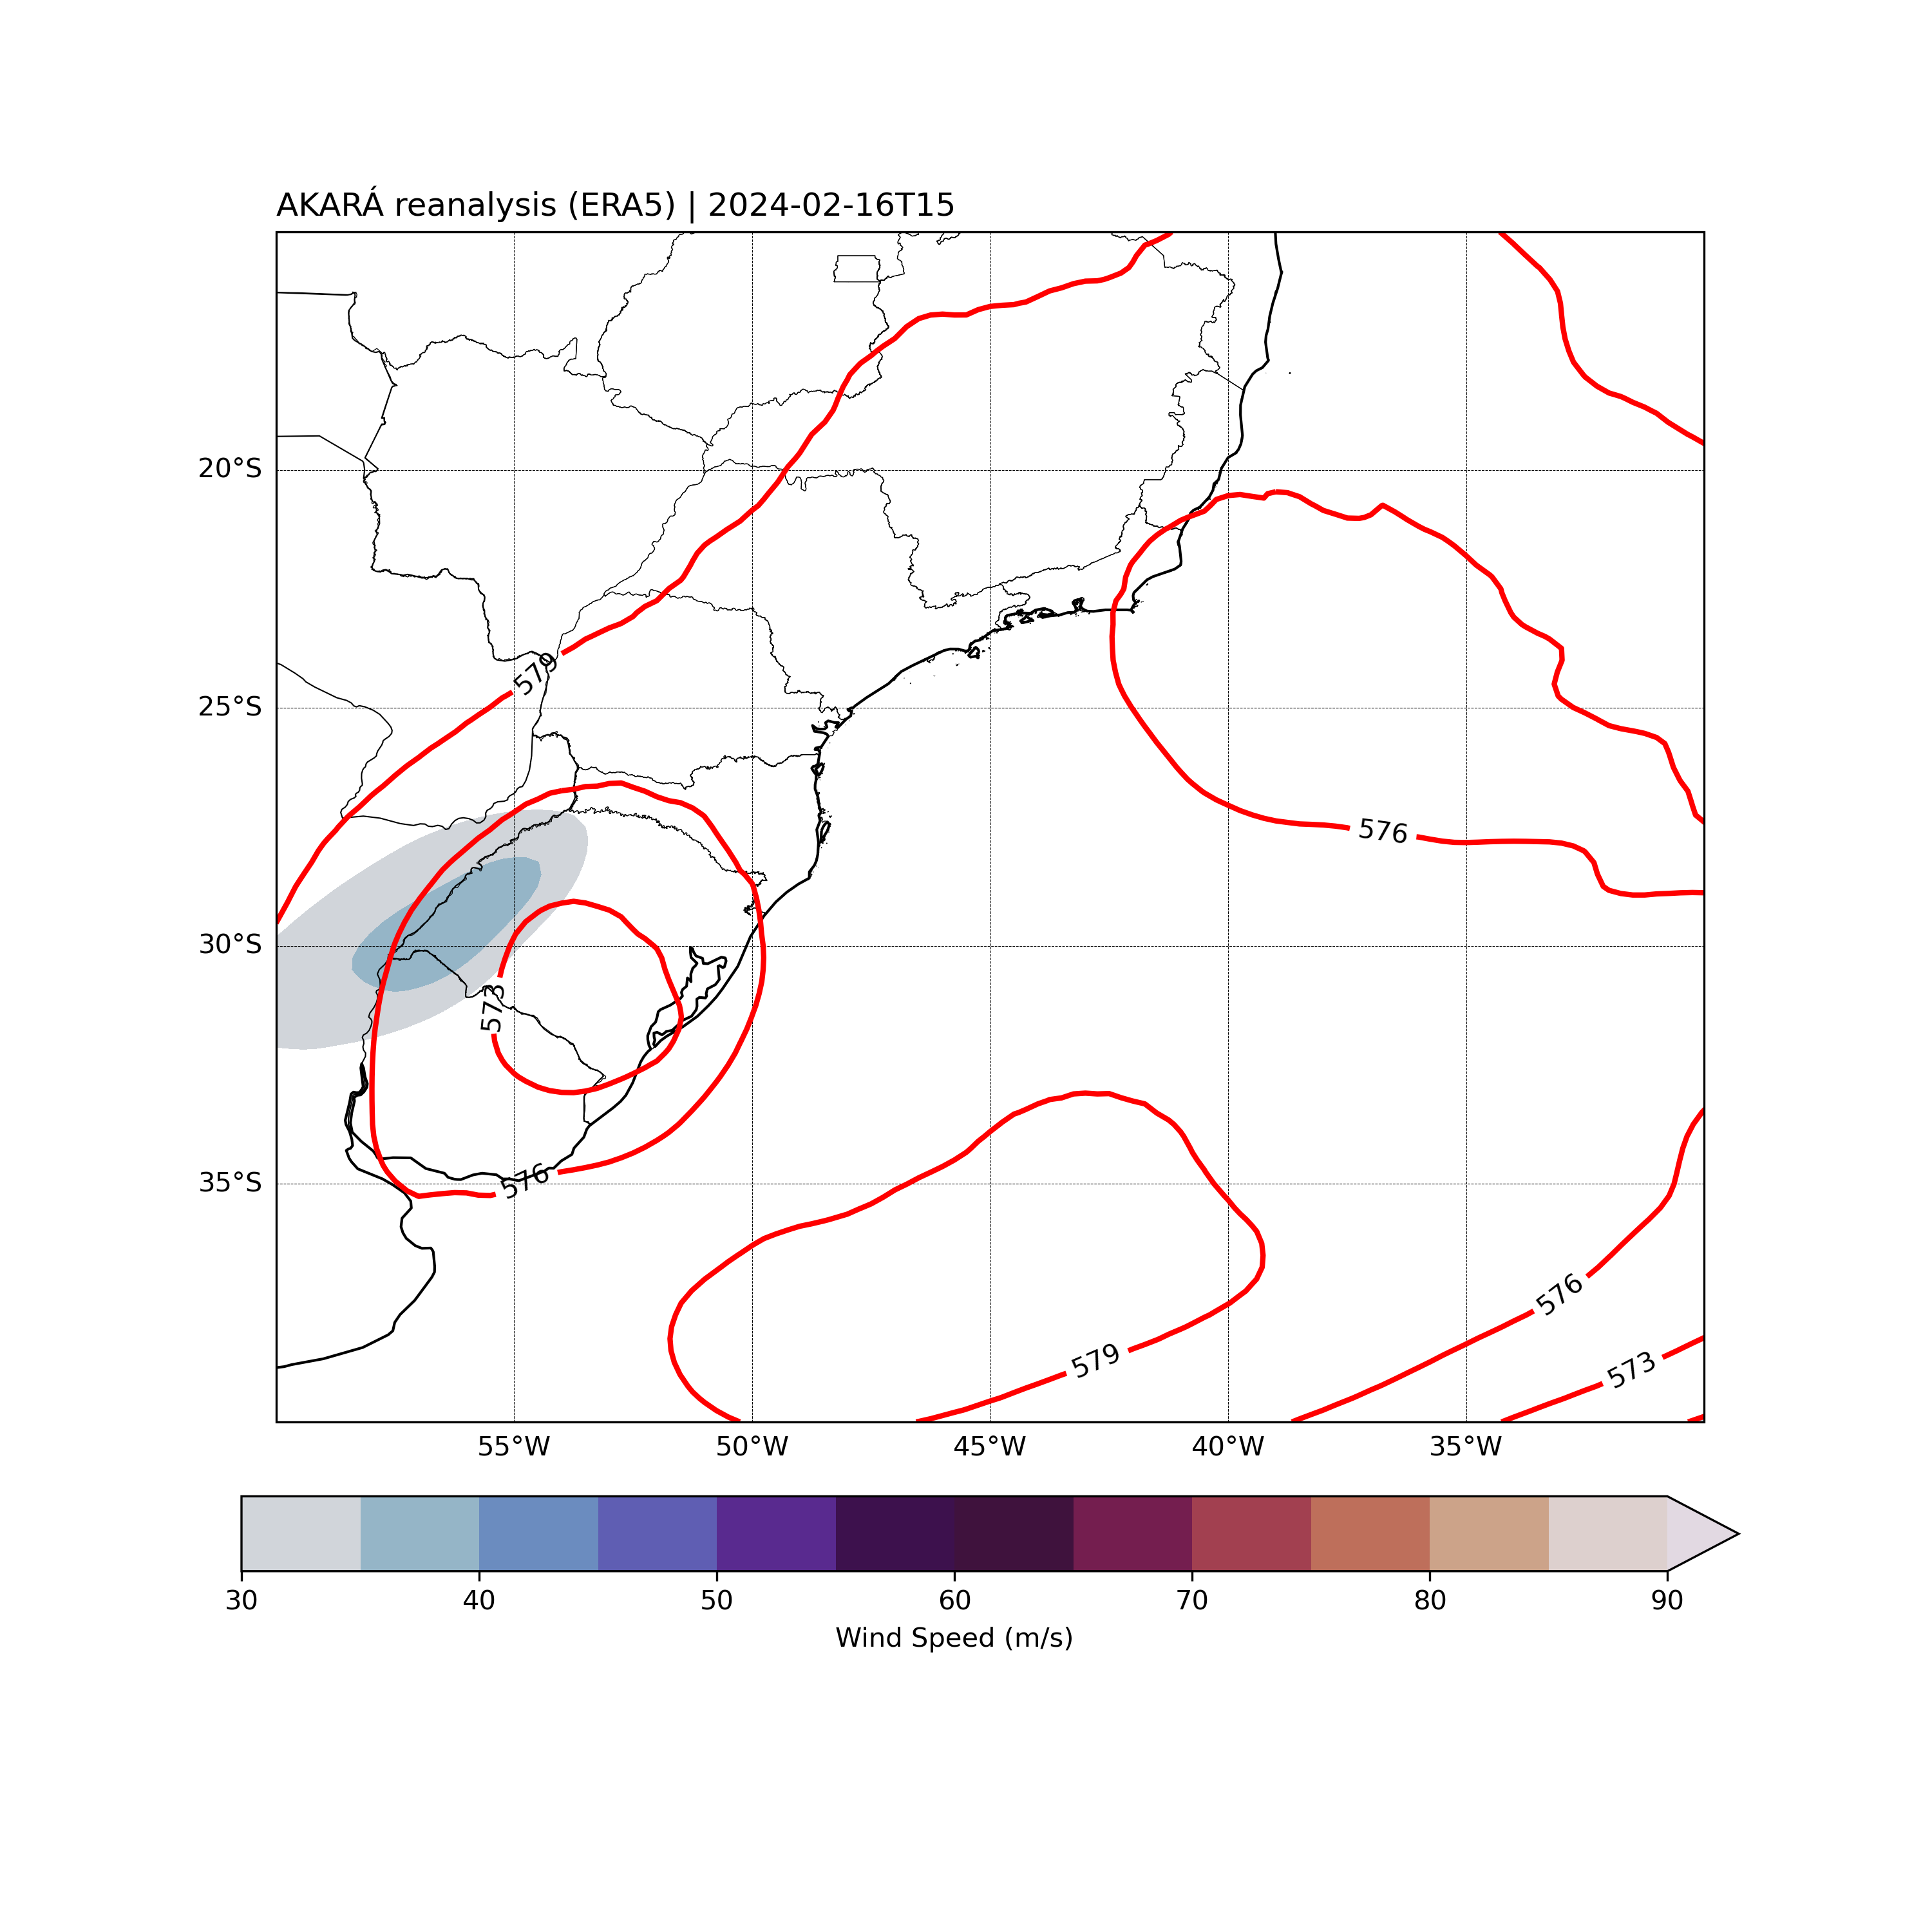 AKARÁ reanalysis (ERA5) | 2024-02-16T15
20°S
579
25°S
576
30°S
573
35°S
576
576
579
573
55°W 50°W 45°W 40°W 35°W
30 40 50 60 70 80 90
Wind Speed (m/s)